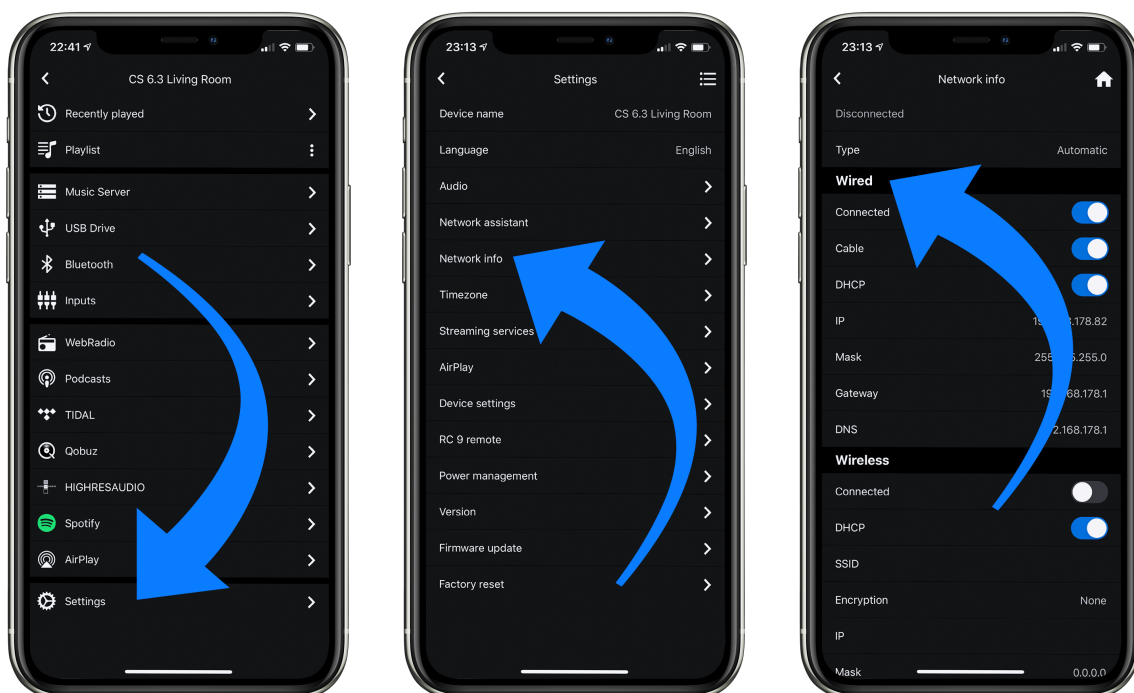 22:41
CS 6.3 Living Room
Recently played
Playlist
Music Server
USB Drive
Bluetooth
Inputs
WebRadio
Podcasts
TIDAL
Qobuz
HIGHRESAUDIO
Spotify
AirPlay
Settings
23:13
Settings
Device name CS 6.3 Living Room
Language English
Audio
Network assistant
Network info
Timezone
Streaming services
AirPlay
Device settings
RC 9 remote
Power management
Version
Firmware update
Factory reset
23:13
Network info
Disconnected
Type Automatic
Wired
Connected
Cable
DHCP
IP
Mask
Gateway
DNS
Wireless
Connected
DHCP
SSID
Encryption None
IP
Mask 0.0.0.0